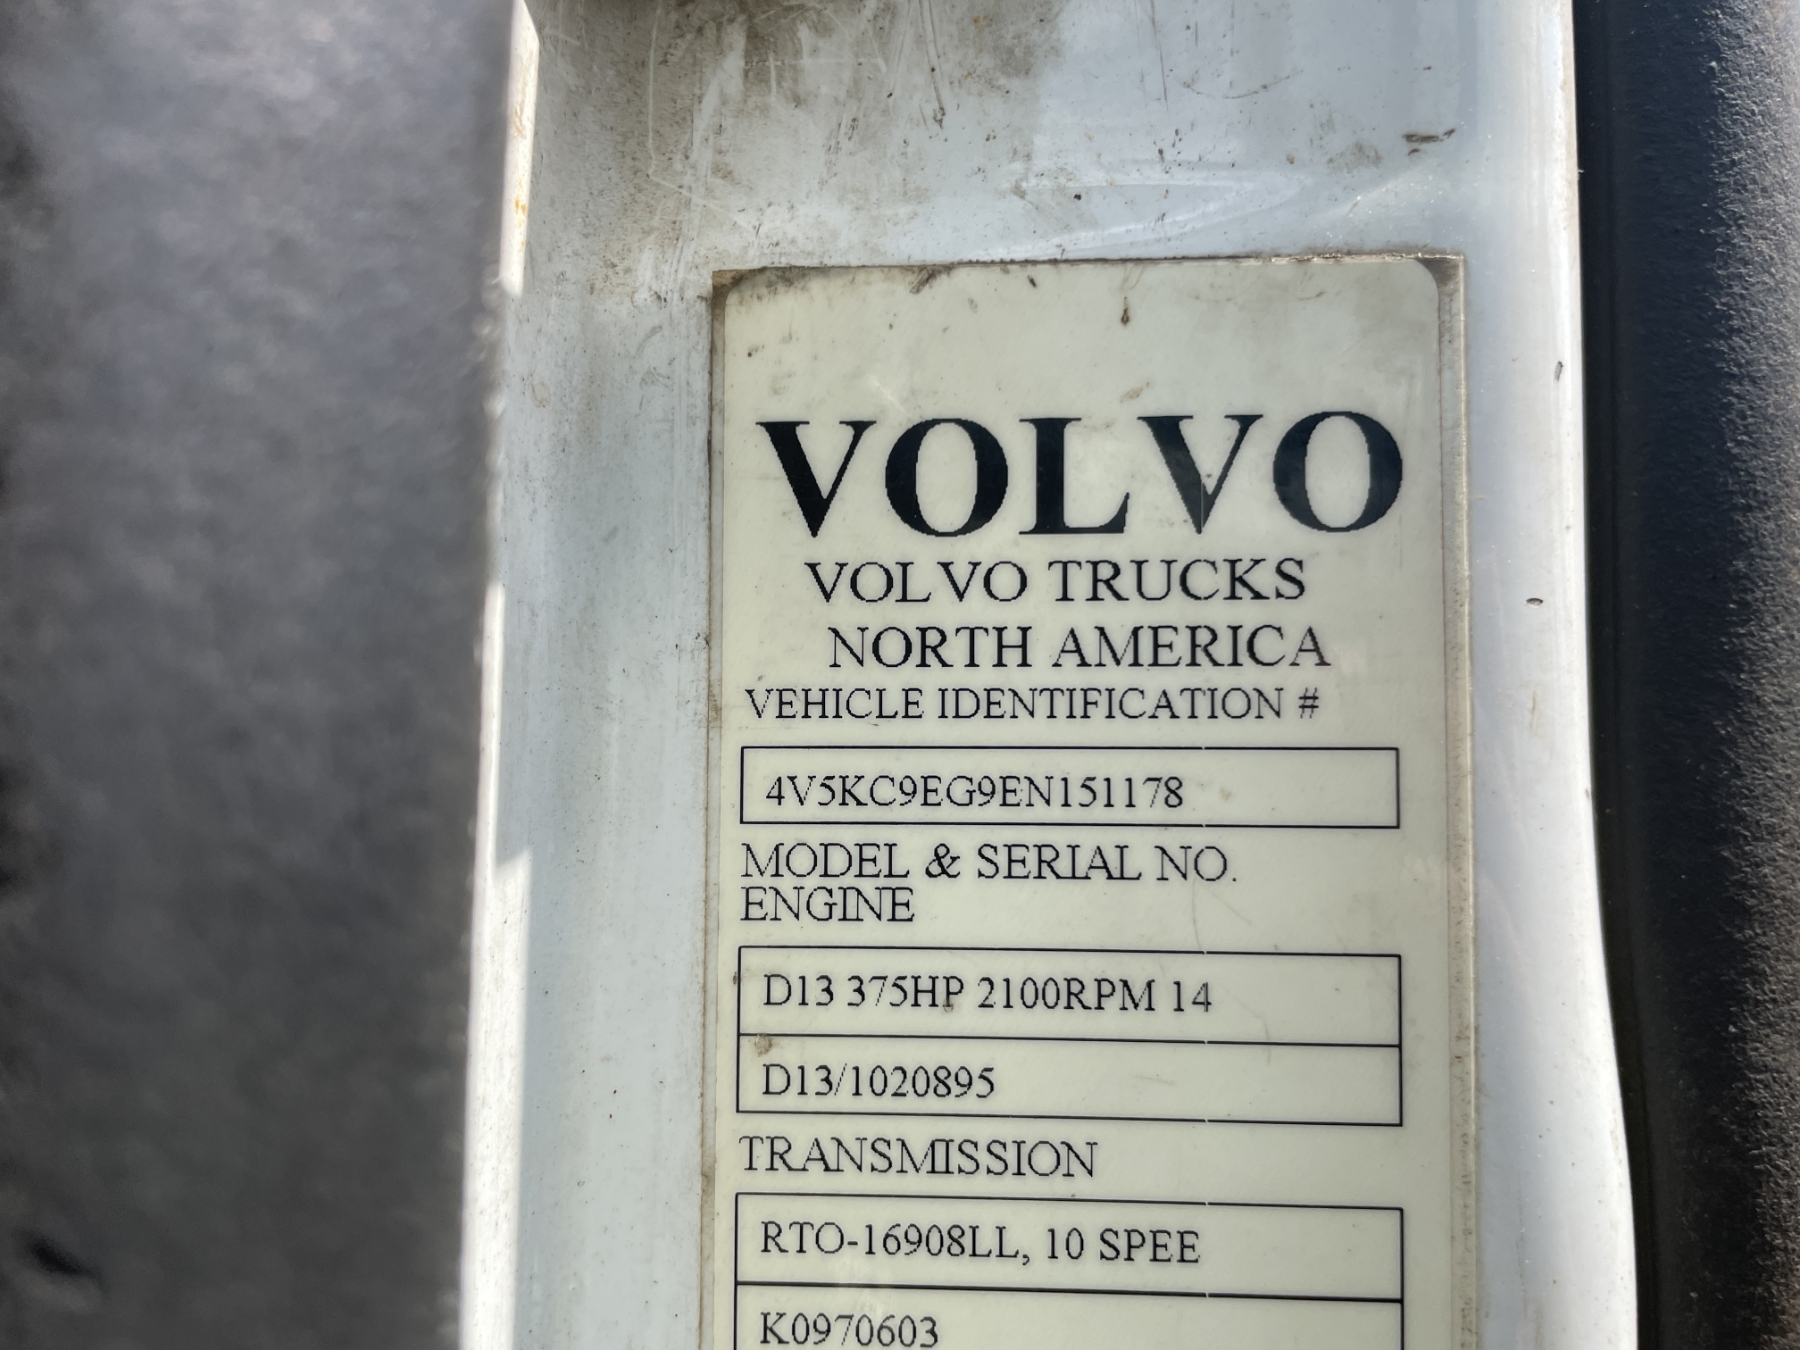 VOLVO
VOLVO TRUCKS
NORTH AMERICA
VEHICLE IDENTIFICATION #
4V5KC9EG9EN151178
MODEL & SERIAL NO.
ENGINE
D13 375HP 2100RPM 14
D13/1020895
TRANSMISSION
RTO-16908LL, 10 SPEE
K0970603